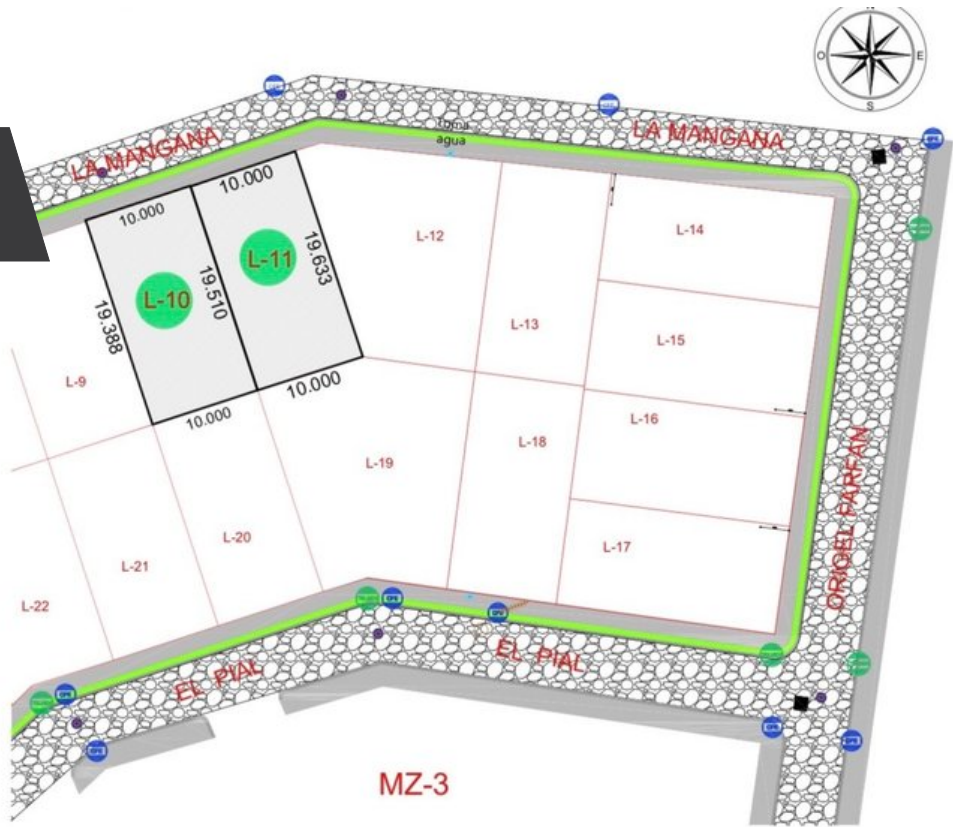 N
O
E
S
LA MANGANA
Toma
agua
LA MANGANA
10.000
10.000
L-10
L-11
19.388
19.510
19.633
10.000
10.000
L-12
L-13
L-14
L-15
L-9
L-16
L-18
L-19
L-20
L-17
L-21
L-22
ORIGEL FARFAN
EL PIAL
EL PIAL
MZ-3